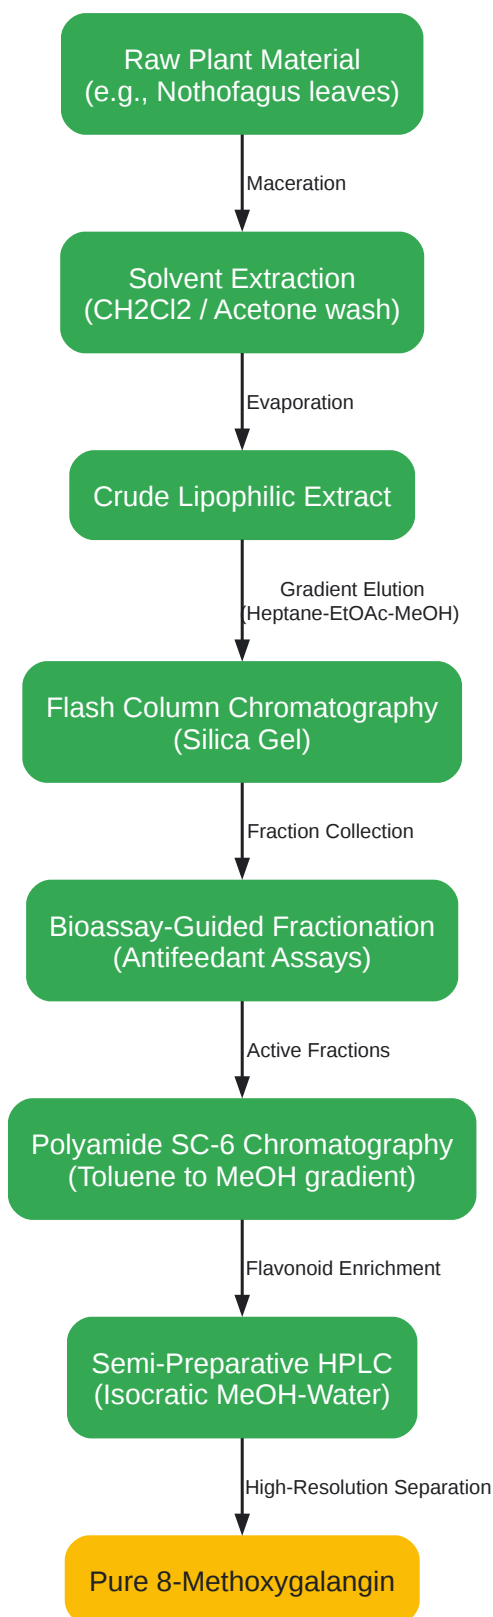 Raw Plant Material
(e.g., Nothofagus leaves)
Maceration
Solvent Extraction
(CH2Cl2 / Acetone wash)
Evaporation
Crude Lipophilic Extract
Gradient Elution
(Heptane-EtOAc-MeOH)
Flash Column Chromatography
(Silica Gel)
Fraction Collection
Bioassay-Guided Fractionation
(Antifeedant Assays)
Active Fractions
Polyamide SC-6 Chromatography
(Toluene to MeOH gradient)
Flavonoid Enrichment
Semi-Preparative HPLC
(Isocratic MeOH-Water)
High-Resolution Separation
Pure 8-Methoxygalangin